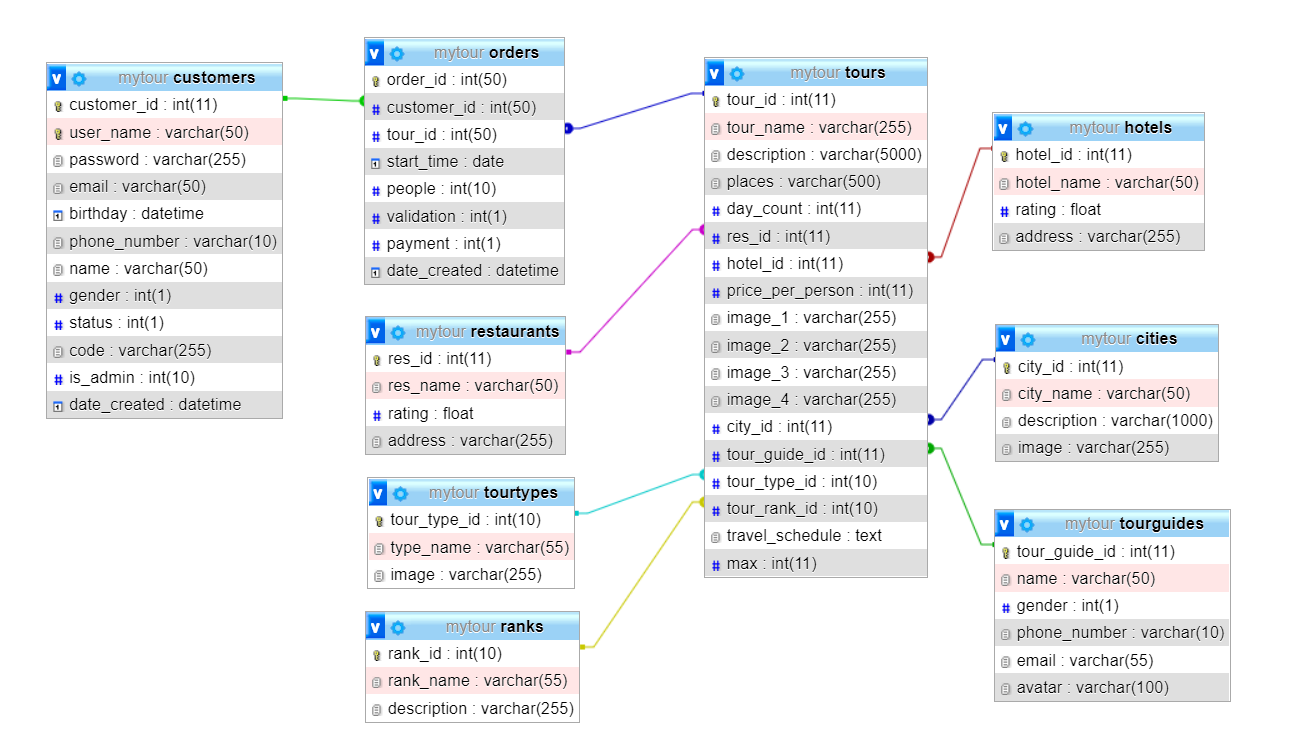 mytour customers
customer_id : int(11)
user_name : varchar(50)
password : varchar(255)
email : varchar(50)
birthday : datetime
phone_number : varchar(10)
name : varchar(50)
gender : int(1)
status : int(1)
code : varchar(255)
is_admin : int(10)
date_created : datetime
mytour orders
order_id : int(50)
customer_id : int(50)
tour_id : int(50)
start_time : date
people : int(10)
validation : int(1)
payment : int(1)
date_created : datetime
mytour restaurants
res_id : int(11)
res_name : varchar(50)
rating : float
address : varchar(255)
mytour tourtypes
tour_type_id : int(10)
type_name : varchar(55)
image : varchar(255)
mytour ranks
rank_id : int(10)
rank_name : varchar(55)
description : varchar(255)
mytour tours
tour_id : int(11)
tour_name : varchar(255)
description : varchar(5000)
places : varchar(500)
day_count : int(11)
res_id : int(11)
hotel_id : int(11)
price_per_person : int(11)
image_1 : varchar(255)
image_2 : varchar(255)
image_3 : varchar(255)
image_4 : varchar(255)
city_id : int(11)
tour_guide_id : int(11)
tour_type_id : int(10)
tour_rank_id : int(10)
travel_schedule : text
max : int(11)
mytour hotels
hotel_id : int(11)
hotel_name : varchar(50)
rating : float
address : varchar(255)
mytour cities
city_id : int(11)
city_name : varchar(50)
description : varchar(1000)
image : varchar(255)
mytour tourguides
tour_guide_id : int(11)
name : varchar(50)
gender : int(1)
phone_number : varchar(10)
email : varchar(55)
avatar : varchar(100)